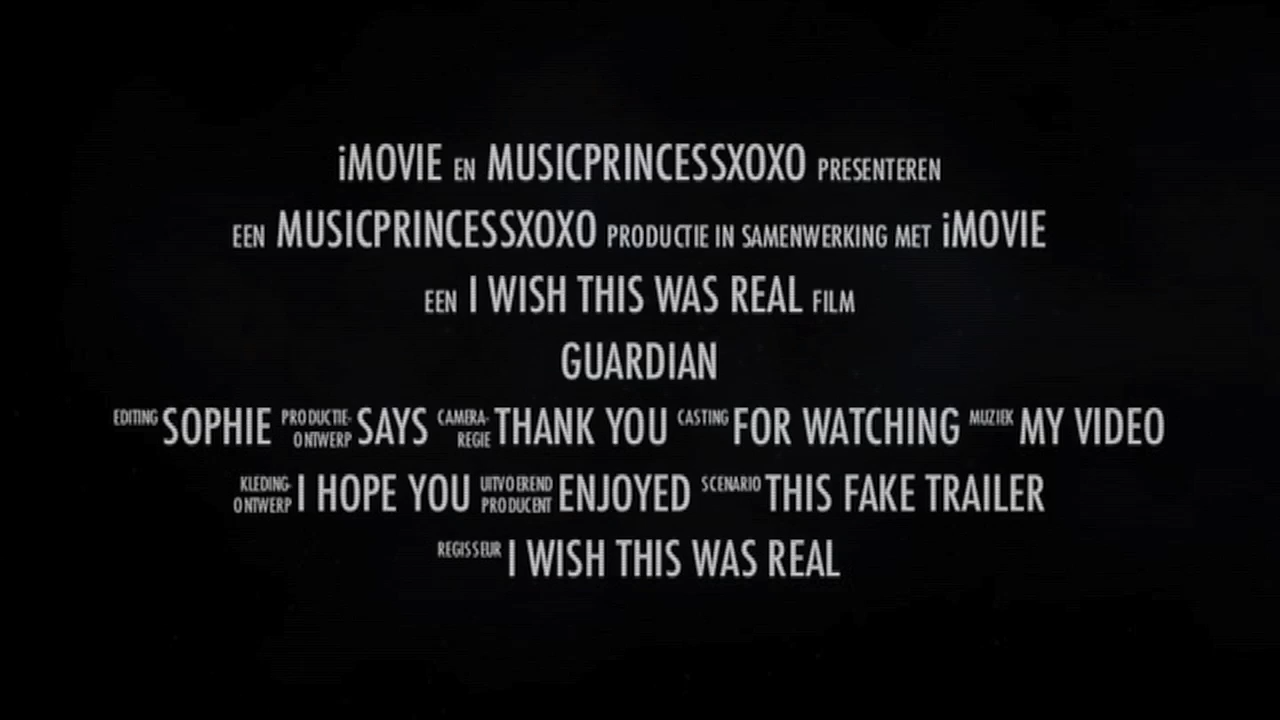 iMOVIE EN MUSICPRINCESSXOXO PRESENTEREN
EEN MUSICPRINCESSXOXO PRODUCTIE IN SAMENWERKING MET iMOVIE
EEN I WISH THIS WAS REAL FILM
GUARDIAN
EDITING SOPHIE PRODUCTIE-ONTWERP SAYS CAMERA-REGIE THANK YOU CASTING FOR WATCHING MUZIEK MY VIDEO
KLEDING-ONTWERP I HOPE YOU UITVOEREND PRODUCENT ENJOYED SCENARIO THIS FAKE TRAILER
REGISSEUR I WISH THIS WAS REAL